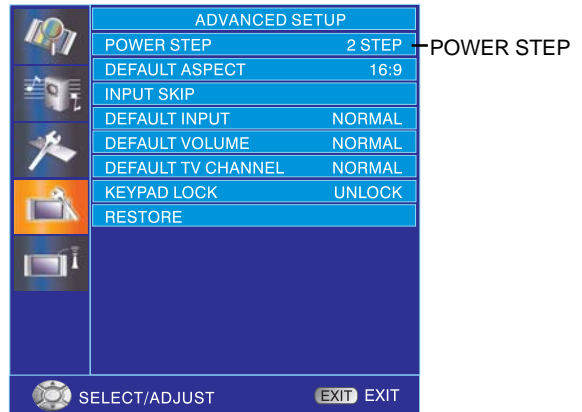 ADVANCED SETUP
POWER STEP 2 STEP POWER STEP
DEFAULT ASPECT 16:9
INPUT SKIP
DEFAULT INPUT NORMAL
DEFAULT VOLUME NORMAL
DEFAULT TV CHANNEL NORMAL
KEYPAD LOCK UNLOCK
RESTORE
SELECT/ADJUST EXIT EXIT